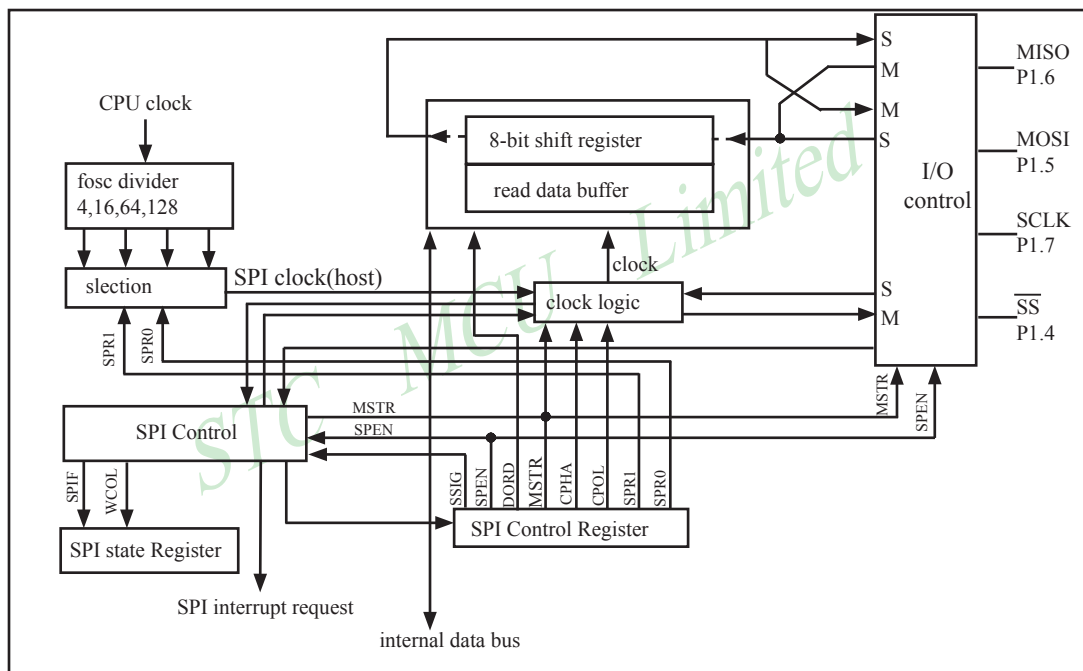 CPU clock
fosc divider
4,16,64,128
slection
SPI clock(host)
SPR1
SPR0
8-bit shift register
read data buffer
clock
clock logic
S
M
M
S
S
M
I/O
control
MISO
P1.6
MOSI
P1.5
SCLK
P1.7
SS
P1.4
MSTR
SPEN
SPI Control
MSTR
SPEN
SPIF
WCOL
SSIG
SPEN
DORD
MSTR
CPHA
CPOL
SPR1
SPR0
SPI state Register
SPI Control Register
SPI interrupt request
internal data bus
STC MCU Limited